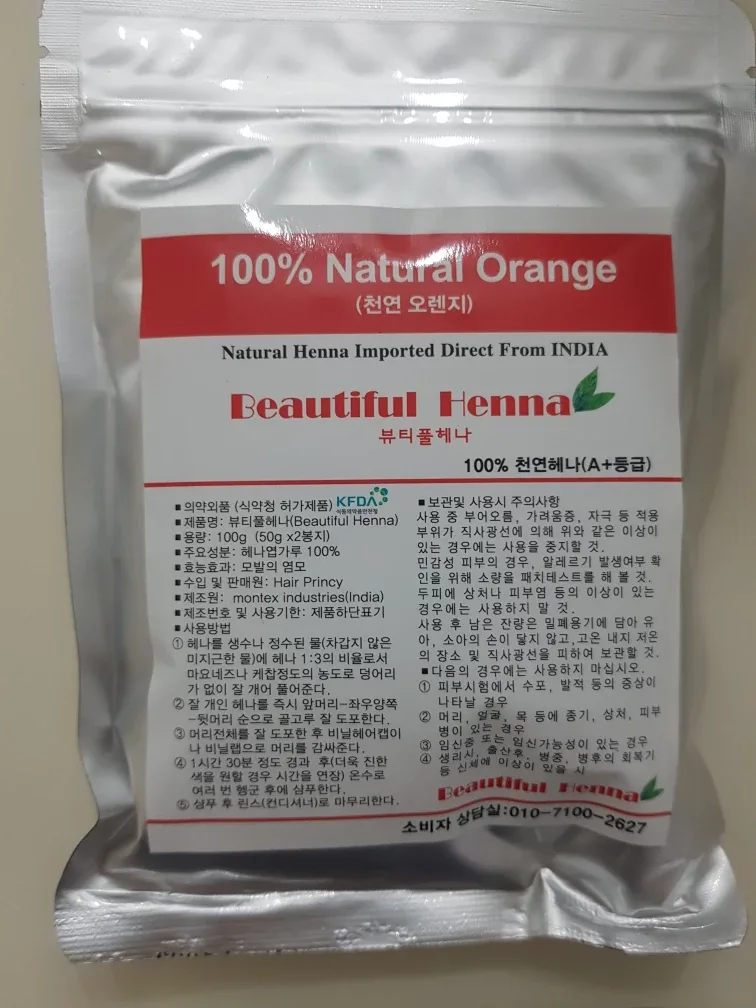 100% Natural Orange
(천연 오렌지)
Natural Henna Imported Direct From INDIA
Beautiful Henna
뷰티풀헤나
100% 천연헤나(A+등급)
■ 의약외품 (식약청 허가제품) KFDA
식품의약품안전청
■ 제품명: 뷰티풀헤나(Beautiful Henna)
■ 용량: 100g (50g x2봉지)
■ 주요성분: 헤나엽가루 100%
■ 효능효과: 모발의 염모
■ 수입 및 판매원: Hair Princy
■ 제조원: montex industries(India)
■ 제조번호 및 사용기한: 제품하단표기
■ 사용방법
① 헤나를 생수나 정수된 물(차갑지 않은
미지근한 물)에 헤나 1:3의 비율로서
마요네즈나 케찹정도의 농도로 덩어리
가 없이 잘 개어 풀어준다.
② 잘 개인 헤나를 즉시 앞머리-좌우양쪽
-뒷머리 순으로 골고루 잘 도포한다.
③ 머리전체를 잘 도포한 후 비닐헤어캡이
나 비닐랩으로 머리를 감싸준다.
④ 1시간 30분 정도 경과 후(더욱 진한
색을 원할 경우 시간을 연장) 온수로
여러 번 헹군 후에 샴푸한다.
⑤ 샴푸 후 린스(컨디셔너)로 마무리한다.
■ 보관및 사용시 주의사항
사용 중 부어오름, 가려움증, 자극 등 적용
부위가 직사광선에 의해 위와 같은 이상이
있는 경우에는 사용을 중지할 것.
민감성 피부의 경우, 알레르기 발생여부 확
인을 위해 소량을 패치테스트를 해 볼 것.
두피에 상처나 피부염 등의 이상이 있는
경우에는 사용하지 말 것.
사용 후 남은 잔량은 밀폐용기에 담아 유
아, 소아의 손이 닿지 않고,고온 내지 저온
의 장소 및 직사광선을 피하여 보관할 것.
■ 다음의 경우에는 사용하지 마십시오.
① 피부시험에서 수포, 발적 등의 증상이
나타날 경우
② 머리, 얼굴, 목 등에 종기, 상처, 피부
병이 있는 경우
③ 임신중 또는 임신가능성이 있는 경우
④ 생리시, 출산후, 병중, 병후의 회복기
등 신체에 이상이 있을 시
Beautiful Henna
소비자 상담실:010-7100-2627